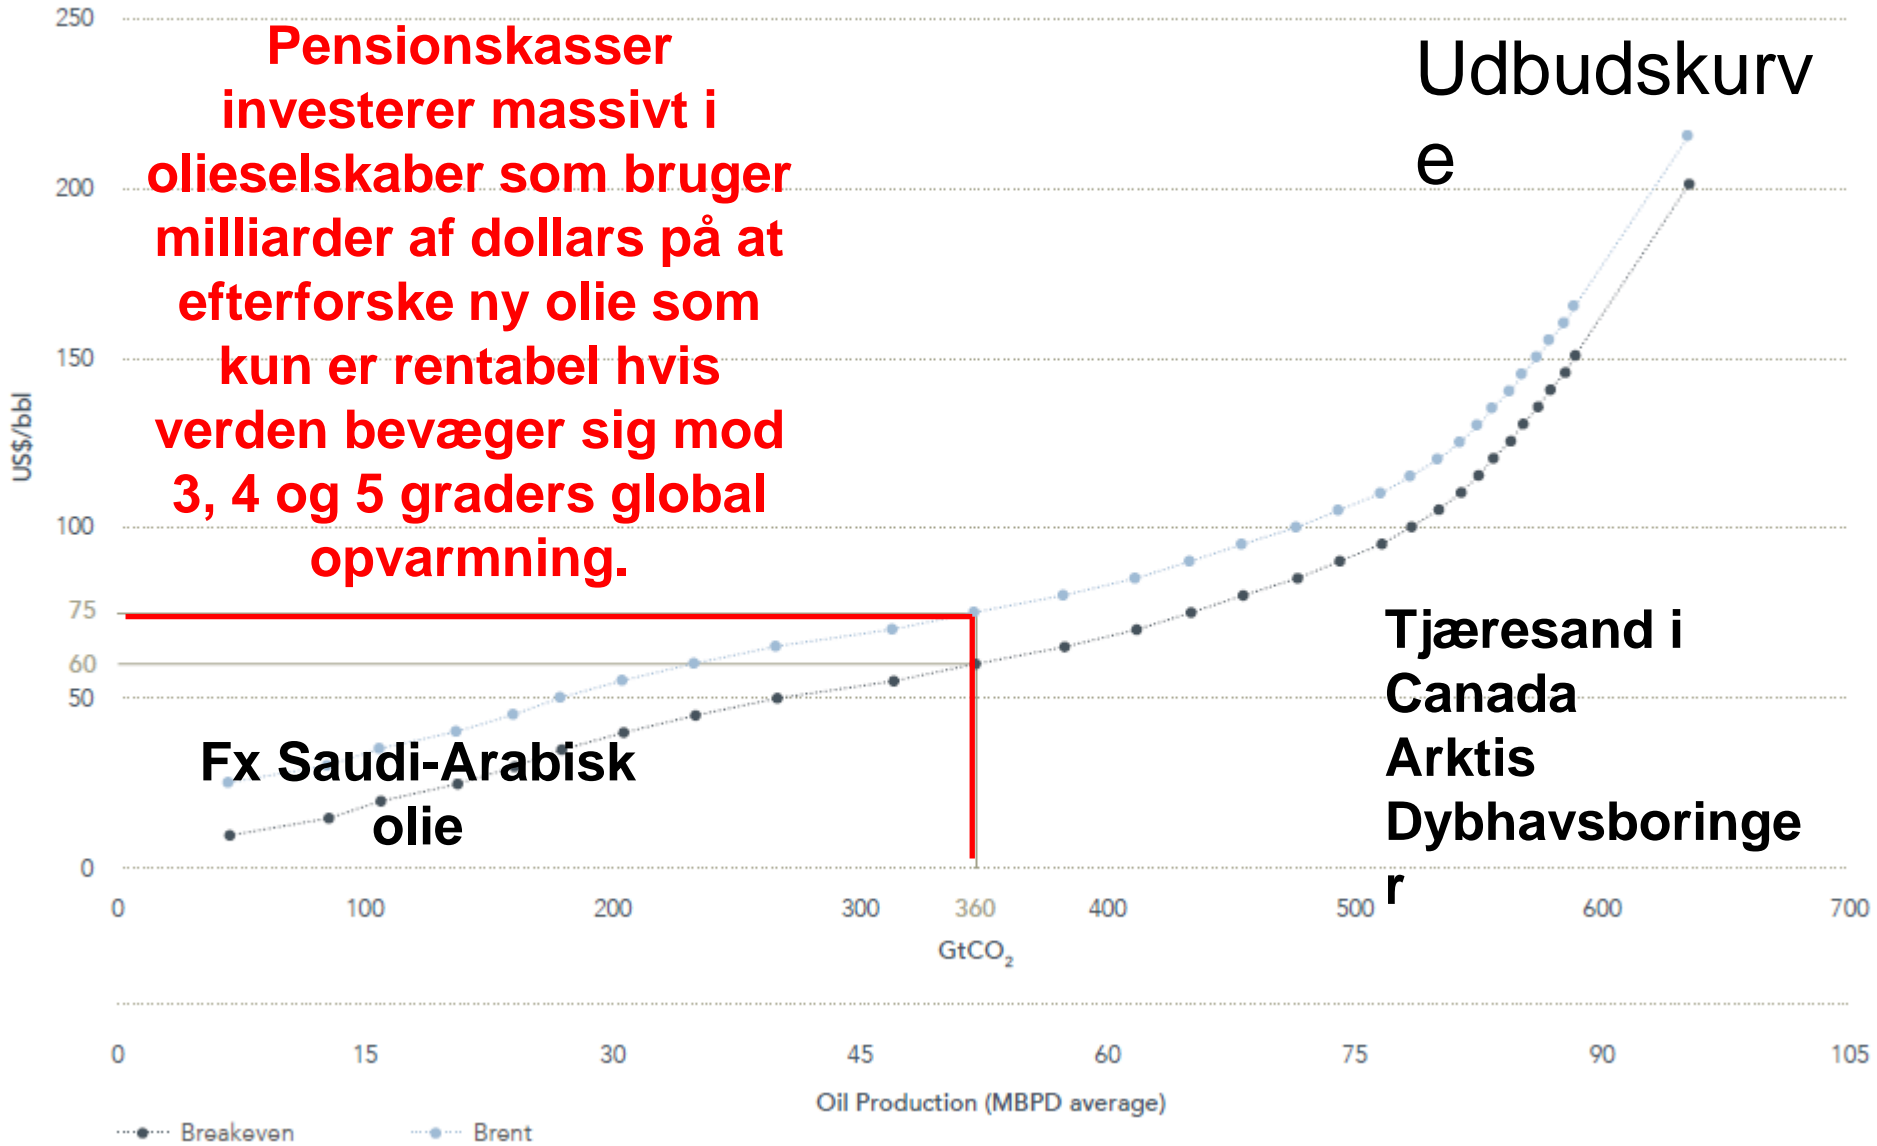 250
200
150
100
75
60
50
0
US$/bbl
Pensionskasser
investerer massivt i
olieselskaber som bruger
milliarder af dollars på at
efterforske ny olie som
kun er rentabel hvis
verden bevæger sig mod
3, 4 og 5 graders global
opvarmning.
Udbudskurv
e
Fx Saudi-Arabisk
olie
Tjæresand i
Canada
Arktis
Dybhavsboringe
r
0 100 200 300 360 400 500 600 700
GtCO₂
0 15 30 45 60 75 90 105
Oil Production (MBPD average)
Breakeven Brent